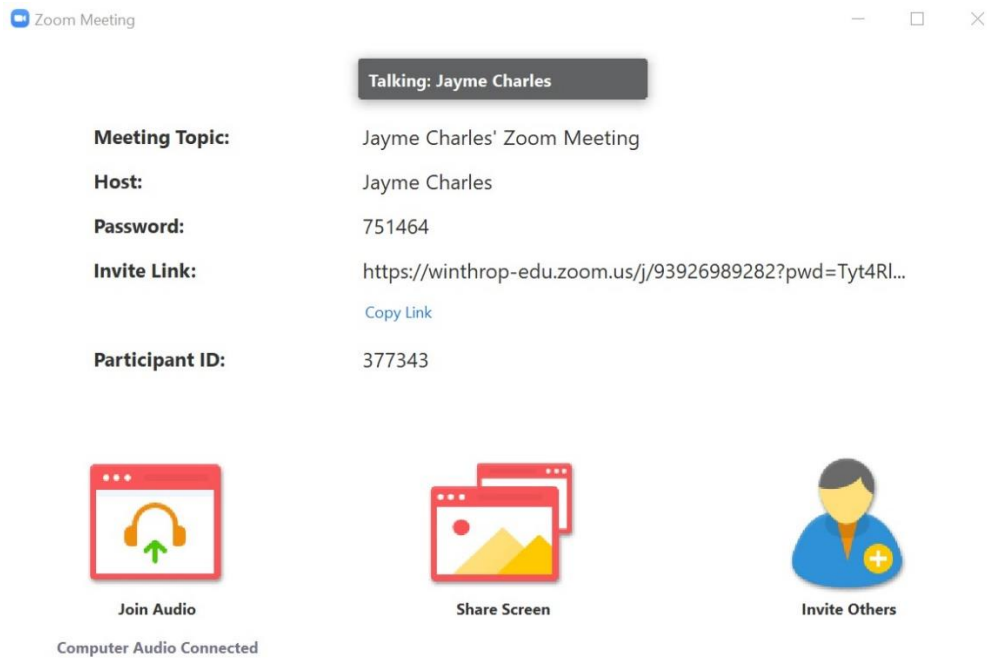 Zoom Meeting
Talking: Jayme Charles
Meeting Topic: Jayme Charles' Zoom Meeting
Host: Jayme Charles
Password: 751464
Invite Link: https://winthrop-edu.zoom.us/j/93926989282?pwd=Tyt4Rl...
Copy Link
Participant ID: 377343
Join Audio Share Screen Invite Others
Computer Audio Connected